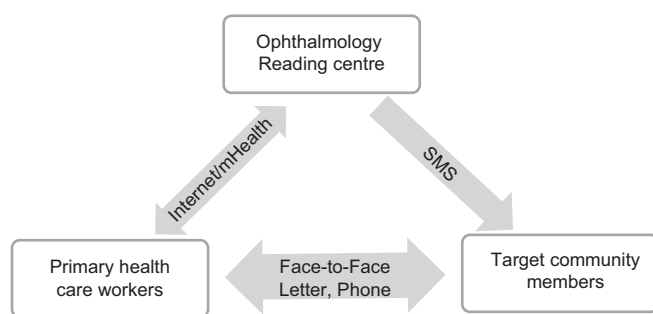 Ophthalmology
Reading centre
Internet/mHealth
SMS
Primary health
care workers
Face-to-Face
Letter, Phone
Target community
members